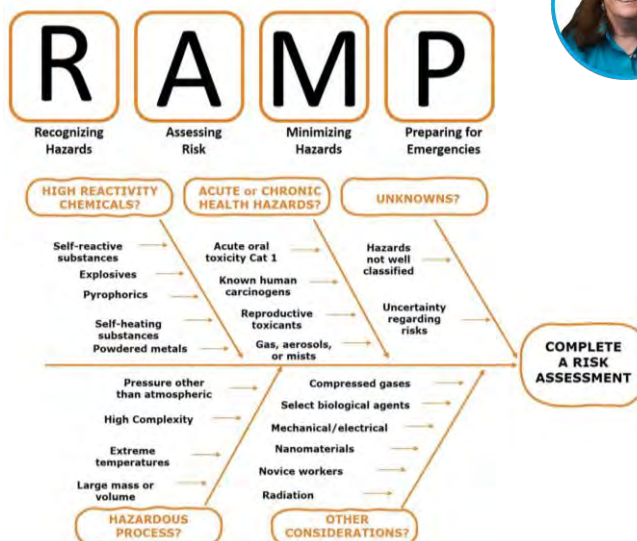 R A M P
Recognizing
Hazards
Assessing
Risk
Minimizing
Hazards
Preparing for
Emergencies
HIGH REACTIVITY
CHEMICALS?
ACUTE or CHRONIC
HEALTH HAZARDS?
UNKNOWNS?
Self-reactive
substances
Explosives
Pyrophorics
Self-heating
substances
Powdered metals
Acute oral
toxicity Cat 1
Known human
carcinogens
Reproductive
toxicants
Gas, aerosols,
or mists
Hazards
not well
classified
Uncertainty
regarding
risks
COMPLETE
A RISK
ASSESSMENT
Pressure other
than atmospheric
High Complexity
Extreme
temperatures
Large mass or
volume
Compressed gases
Select biological agents
Mechanical/electrical
Nanomaterials
Novice workers
Radiation
HAZARDOUS
PROCESS?
OTHER
CONSIDERATIONS?